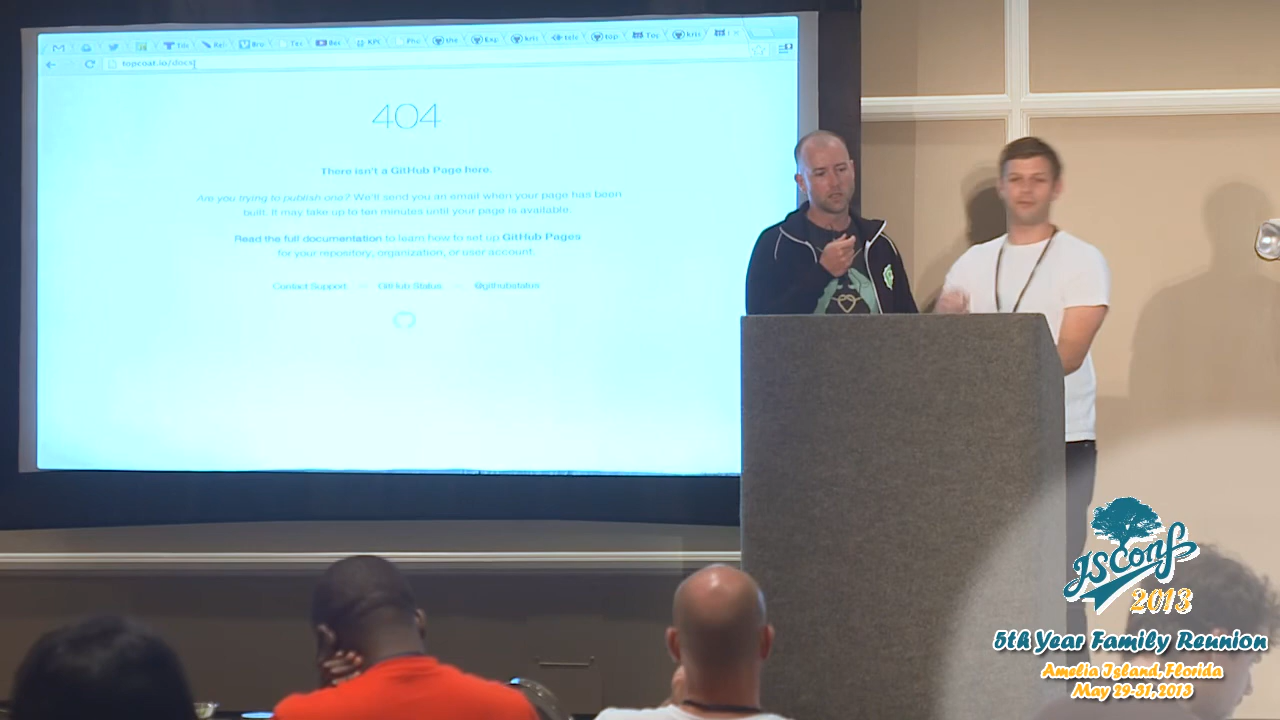 topcoat.io/docs
404
There isn't a GitHub Page here.
Are you trying to publish one? We'll send you an email when your page has been
built. It may take up to ten minutes until your page is available.
Read the full documentation to learn how to set up GitHub Pages
for your repository, organization, or user account.
Contact Support — GitHub Status — @githubstatus
JSConf
2013
5th Year Family Reunion
Amelia Island, Florida
May 29-31, 2013